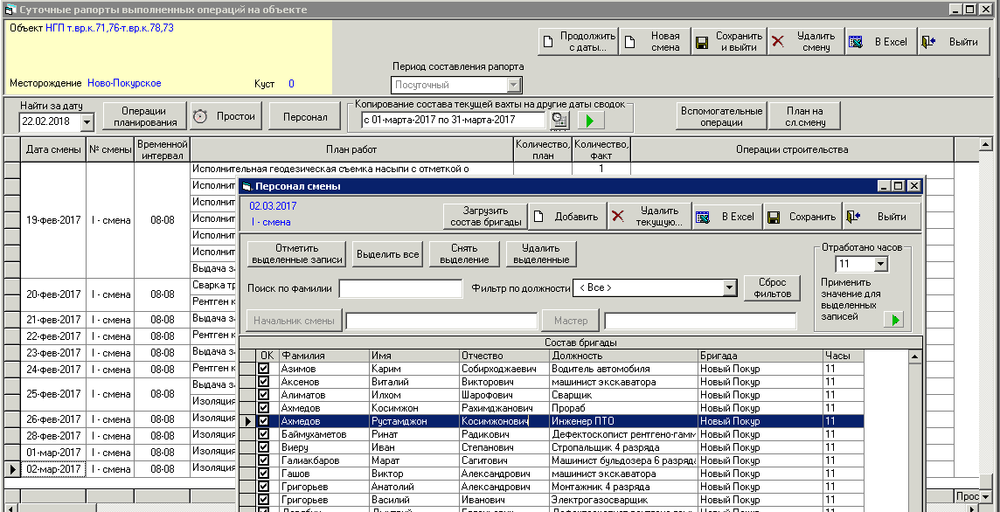 Суточные рапорты выполненных операций на объекте
Объект НГП т.вр.к.71,76-т.вр.к.78,73
Месторождение Ново-Покурское Куст 0
Продолжить с даты...
Новая смена
Сохранить и выйти
Удалить смену
В Excel
Выйти
Период составления рапорта
Посуточный
Найти за дату
22.02.2018
Операции планирования
Простои
Персонал
Копирование состава текущей вахты на другие даты сводок
с 01-марта-2017 по 31-марта-2017
Вспомогательные операции
План на сл.смену
Дата смены № смены Временной интервал План работ Количество, план Количество, факт Операции строительства
Исполнительная геодезическая съемка насыпи с отметкой о 1
Исполнит
Исполнит
19-фев-2017 I - смена 08-08 Исполнит
Исполнит
Исполнит
Выдача за
20-фев-2017 I - смена 08-08 Сварка тр
Рентген к
21-фев-2017 I - смена 08-08 Выдача за
22-фев-2017 I - смена 08-08 Рентген к
23-фев-2017 I - смена 08-08 Выдача за
24-фев-2017 I - смена 08-08 Рентген к
25-фев-2017 I - смена 08-08 Выдача за
Изоляция
26-фев-2017 I - смена 08-08 Изоляция
28-фев-2017 I - смена 08-08 Изоляция
01-мар-2017 I - смена 08-08 Изоляция
02-мар-2017 I - смена 08-08 Изоляция
Прос
Персонал смены
02.03.2017
I - смена
Загрузить состав бригады
Добавить
Удалить текущую...
В Excel
Сохранить
Выйти
Отметить выделенные записи
Выделить все
Снять выделение
Удалить выделенные
Отработано часов
11
Применить значение для выделенных записей
Поиск по фамилии
Фильтр по должности < Все >
Сброс фильтров
Начальник смены
Мастер
Состав бригады
OK Фамилия Имя Отчество Должность Бригада Часы
Азимов Карим Собирходжаевич Водитель автомобиля Новый Покур 11
Аксенов Виталий Викторович машинист экскаватора Новый Покур 11
Алиматов Илхом Шарофович Сварщик Новый Покур 11
Ахмедов Косимжон Рахимджанович Прораб Новый Покур 11
Ахмедов Рустамджон Косимжонович Инженер ПТО Новый Покур 11
Баймухаметов Ринат Радикович Дефектоскопист рентгено-гамм Новый Покур 11
Виеру Иван Степанович Стропальщик 4 разряда Новый Покур 11
Галиакбаров Марат Сагитович Машинист бульдозера 6 разряда Новый Покур 11
Гашов Виктор Александрович машинист экскаватора Новый Покур 11
Григорьев Анатолий Александрович Монтажник 4 разряда Новый Покур 11
Григорьев Василий Иванович Электрогазосварщик Новый Покур 11